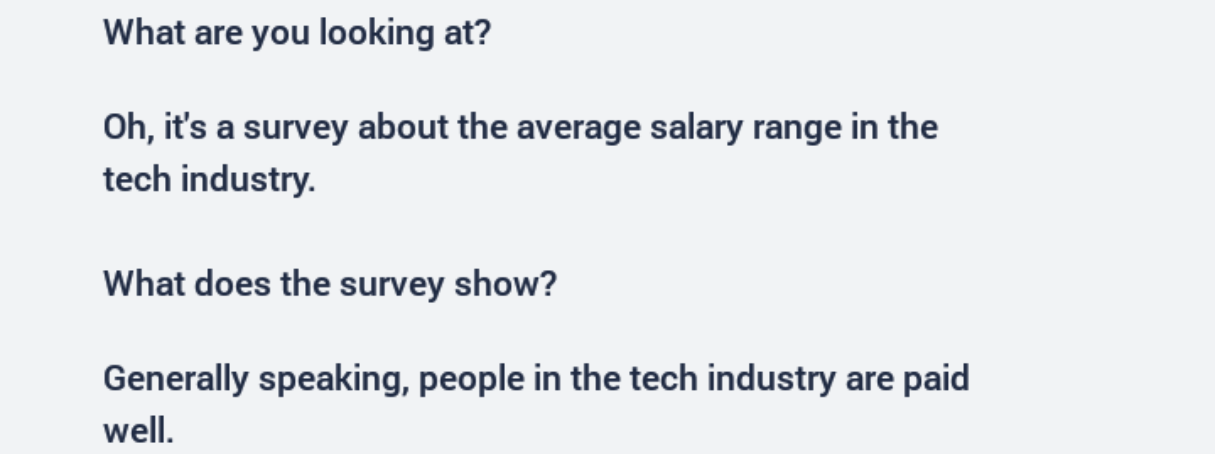 What are you looking at?
Oh, it's a survey about the average salary range in the
tech industry.
What does the survey show?
Generally speaking, people in the tech industry are paid
well.